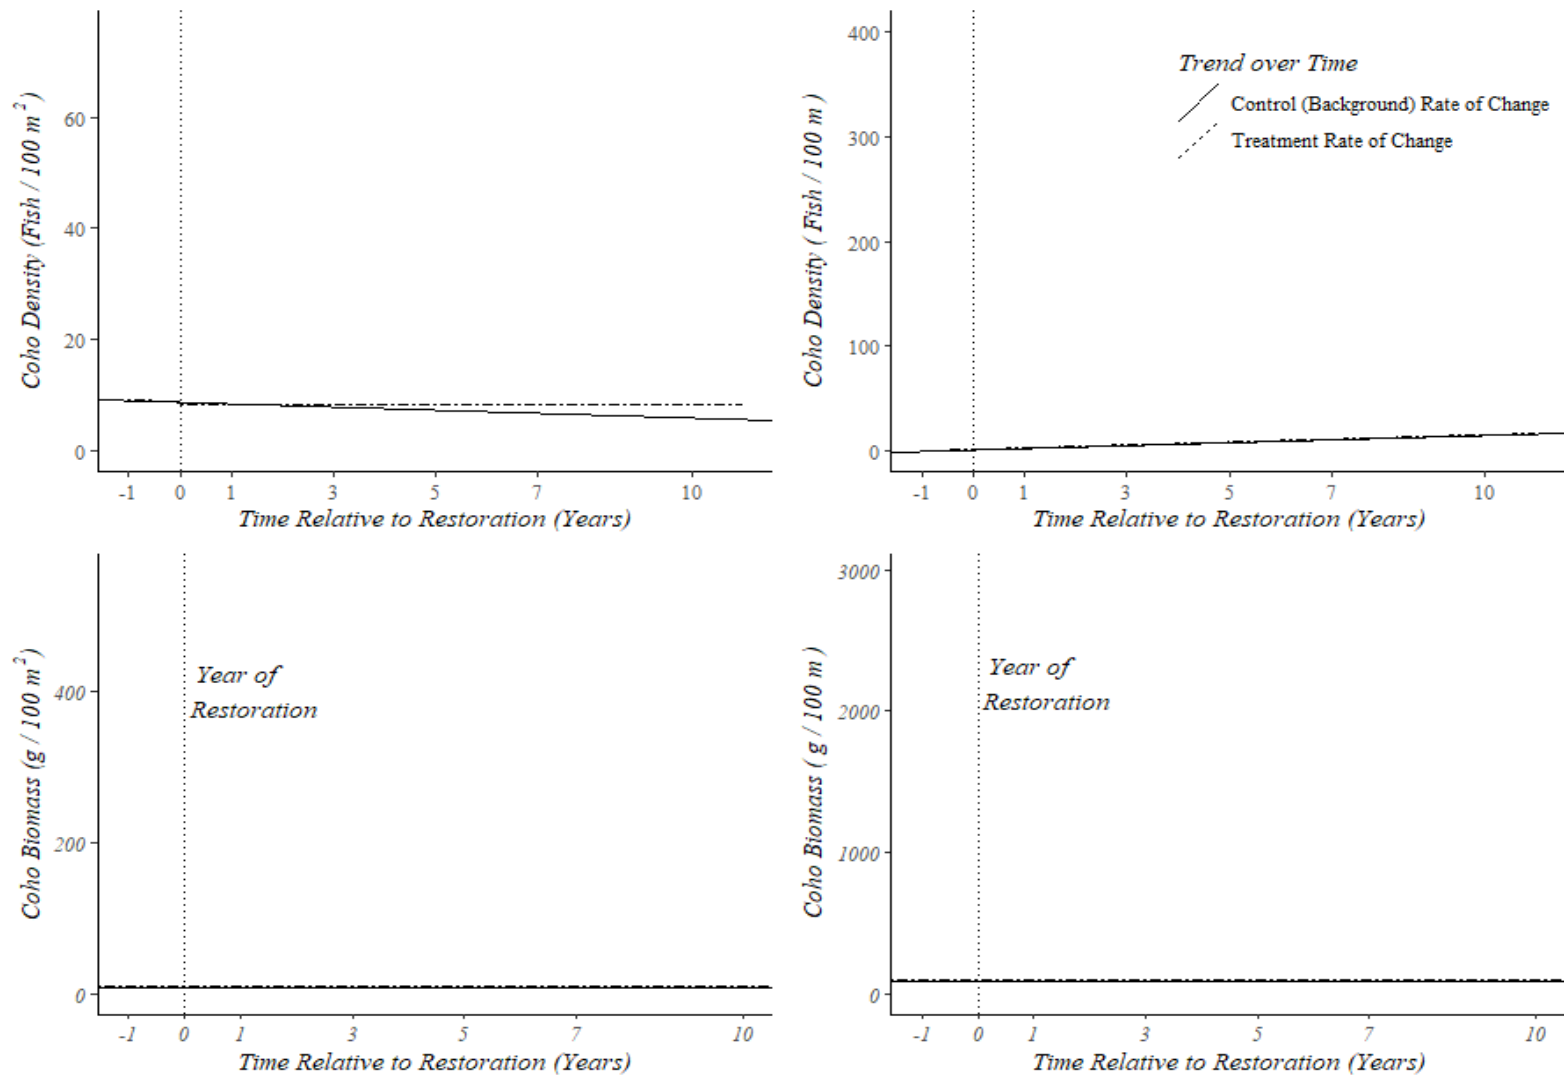 Coho Density (Fish / 100 m ²)
60
40
20
0
-1 0 1 3 5 7 10
Time Relative to Restoration (Years)
Coho Density ( Fish / 100 m )
400
300
200
100
0
Trend over Time
Control (Background) Rate of Change
Treatment Rate of Change
-1 0 1 3 5 7 10
Time Relative to Restoration (Years)
Coho Biomass (g / 100 m ²)
400
200
0
Year of
Restoration
-1 0 1 3 5 7 10
Time Relative to Restoration (Years)
Coho Biomass ( g / 100 m )
3000
2000
1000
0
Year of
Restoration
-1 0 1 3 5 7 10
Time Relative to Restoration (Years)